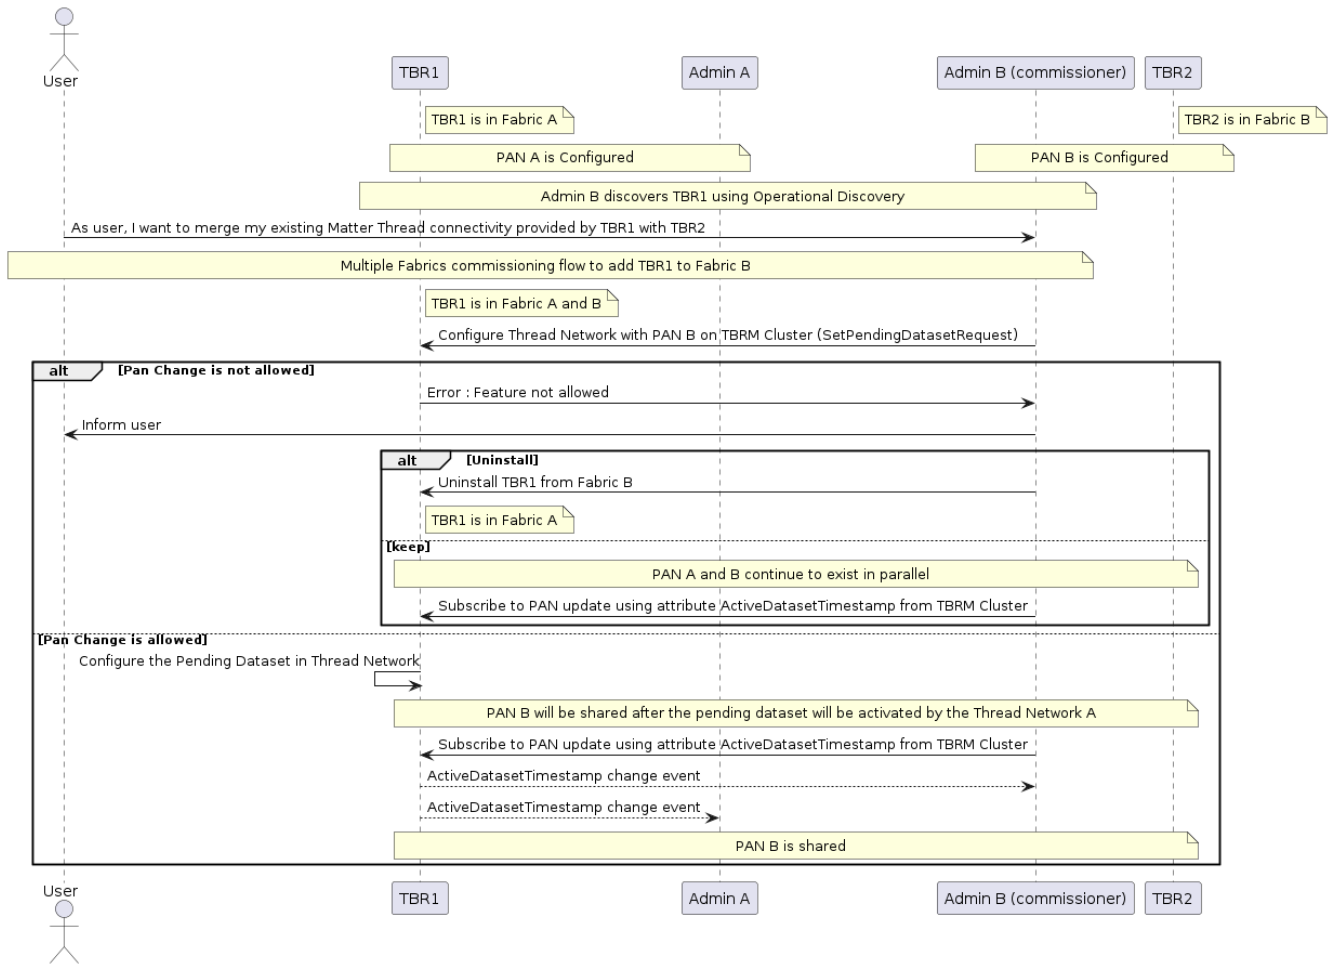 User
TBR1
Admin A
Admin B (commissioner)
TBR2
TBR1 is in Fabric A
TBR2 is in Fabric B
PAN A is Configured
PAN B is Configured
Admin B discovers TBR1 using Operational Discovery
As user, I want to merge my existing Matter Thread connectivity provided by TBR1 with TBR2
Multiple Fabrics commissioning flow to add TBR1 to Fabric B
TBR1 is in Fabric A and B
Configure Thread Network with PAN B on TBRM Cluster (SetPendingDatasetRequest)
alt
[Pan Change is not allowed]
Error : Feature not allowed
Inform user
alt
[Uninstall]
Uninstall TBR1 from Fabric B
TBR1 is in Fabric A
[keep]
PAN A and B continue to exist in parallel
Subscribe to PAN update using attribute ActiveDatasetTimestamp from TBRM Cluster
[Pan Change is allowed]
Configure the Pending Dataset in Thread Network
PAN B will be shared after the pending dataset will be activated by the Thread Network A
Subscribe to PAN update using attribute ActiveDatasetTimestamp from TBRM Cluster
ActiveDatasetTimestamp change event
ActiveDatasetTimestamp change event
PAN B is shared
User
TBR1
Admin A
Admin B (commissioner)
TBR2